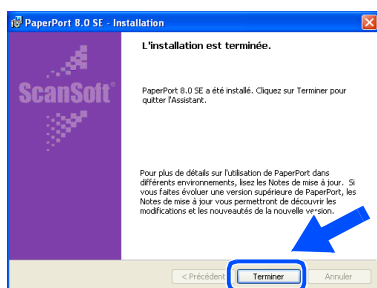 PaperPort 8.0 SE - Installation
L'installation est terminée.
ScanSoft®
PaperPort 8.0 SE a été installé. Cliquez sur Terminer pour
quitter l'Assistant.
Pour plus de détails sur l'utilisation de PaperPort dans
différents environnements, lisez les Notes de mise à jour. Si
vous faites évoluer une version supérieure de PaperPort, les
Notes de mise à jour vous permettront de découvrir les
modifications et les nouveautés de la nouvelle version.
< Précédent
Terminer
Annuler